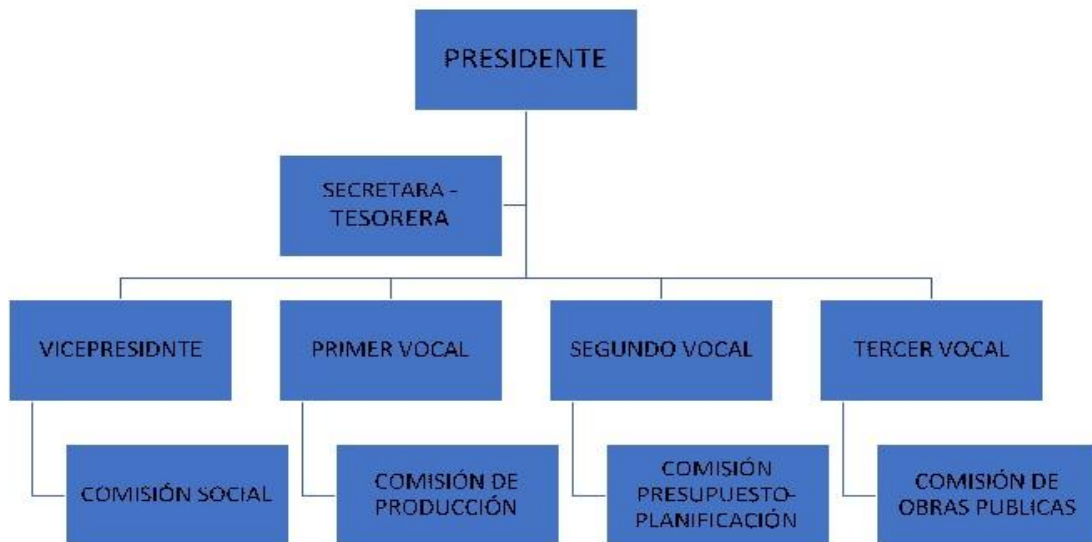 PRESIDENTE
SECRETARA -
TESORERA
VICEPRESIDNTE
PRIMER VOCAL
SEGUNDO VOCAL
TERCER VOCAL
COMISIÓN SOCIAL
COMISIÓN DE
PRODUCCIÓN
COMISIÓN
PRESUPUESTO-
PLANIFICACIÓN
COMISIÓN DE
OBRAS PUBLICAS